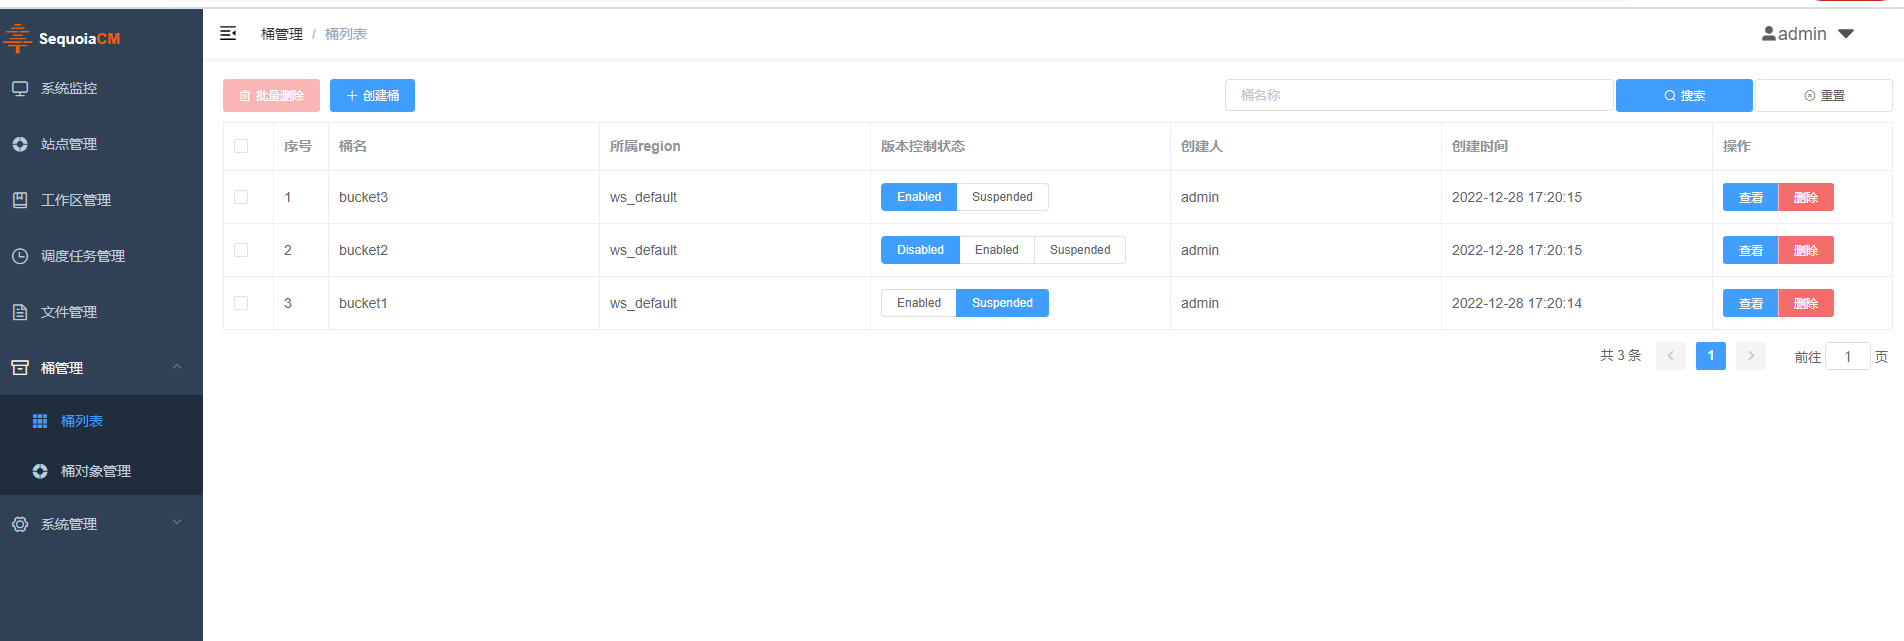 SequoiaCM
系统监控
站点管理
工作区管理
调度任务管理
文件管理
桶管理
桶列表
桶对象管理
系统管理
桶管理 / 桶列表
admin
批量删除 创建桶 桶名称 搜索 重置
序号 桶名 所属region 版本控制状态 创建人 创建时间 操作
1 bucket3 ws_default Enabled Suspended admin 2022-12-28 17:20:15 查看 删除
2 bucket2 ws_default Disabled Enabled Suspended admin 2022-12-28 17:20:15 查看 删除
3 bucket1 ws_default Enabled Suspended admin 2022-12-28 17:20:14 查看 删除
共 3 条 1 前往 1 页